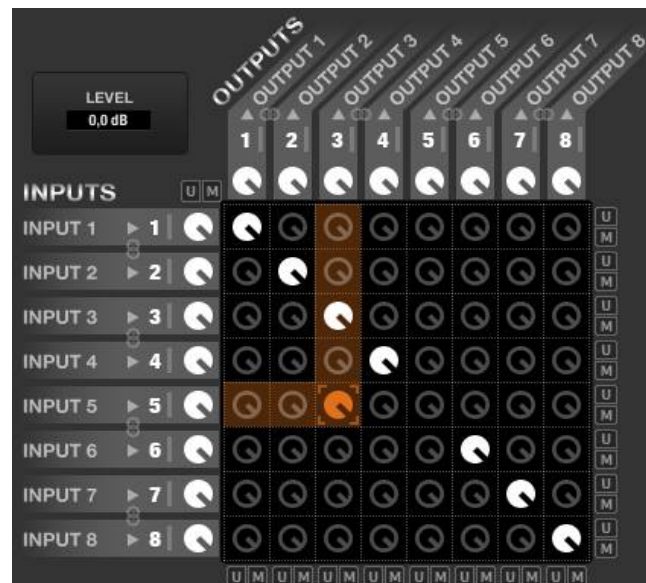 OUTPUTS
OUTPUT 1
OUTPUT 2
OUTPUT 3
OUTPUT 4
OUTPUT 5
OUTPUT 6
OUTPUT 7
OUTPUT 8
LEVEL
0,0 dB
1 2 3 4 5 6 7 8
INPUTS U M
INPUT 1 1 U M
INPUT 2 2 U M
INPUT 3 3 U M
INPUT 4 4 U M
INPUT 5 5 U M
INPUT 6 6 U M
INPUT 7 7 U M
INPUT 8 8 U M
U M U M U M U M U M U M U M U M